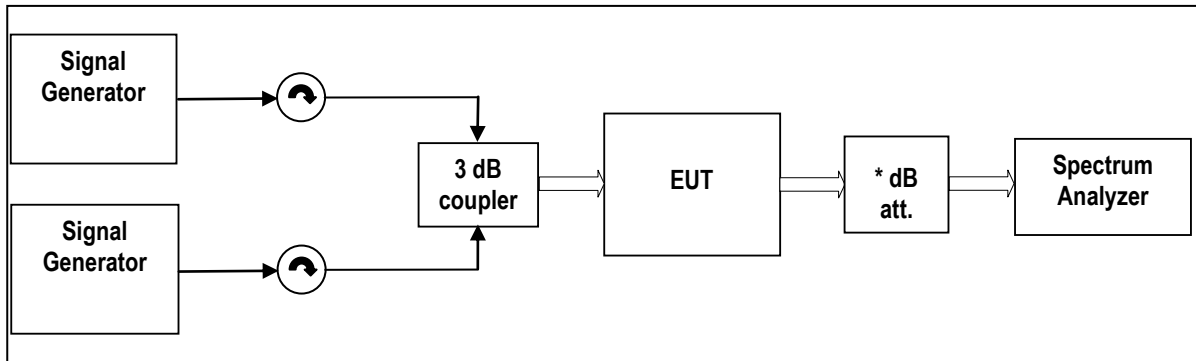 Signal
Generator
3 dB
coupler
EUT
* dB
att.
Spectrum
Analyzer
Signal
Generator